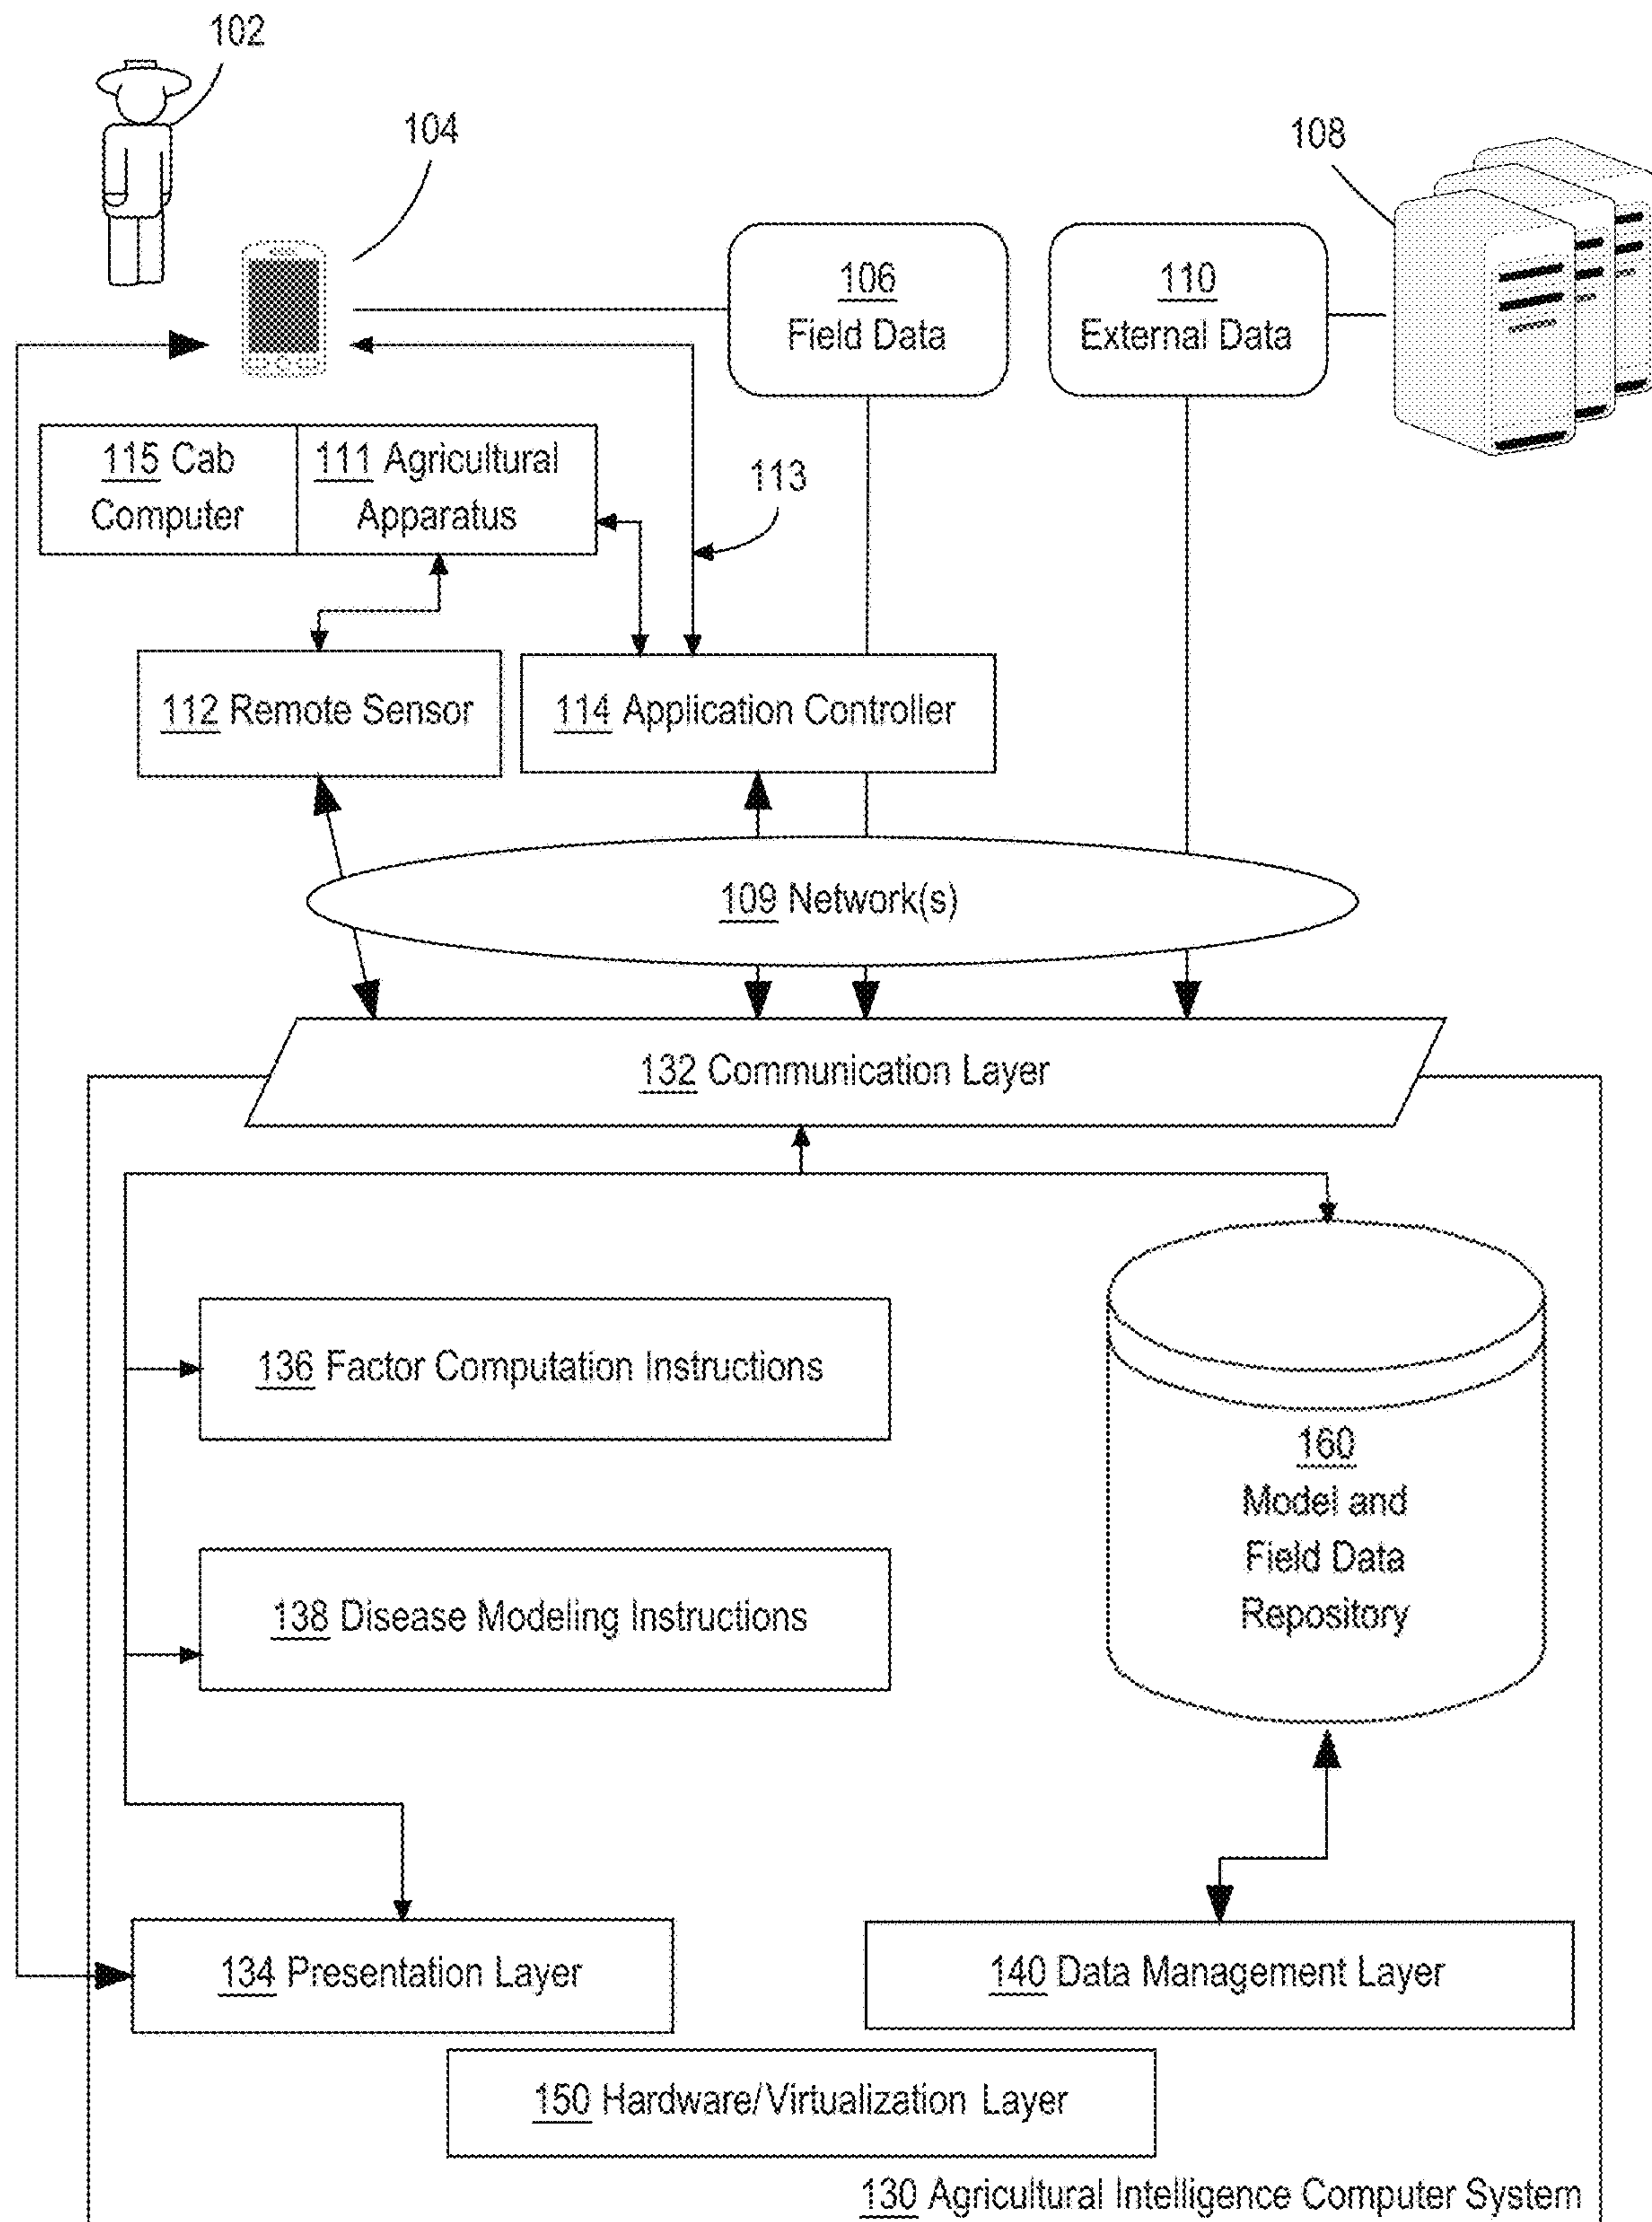 102
104
108
106
Field Data
110
External Data
115 Cab
Computer
111 Agricultural
Apparatus
113
112 Remote Sensor
114 Application Controller
109 Network(s)
132 Communication Layer
136 Factor Computation Instructions
160
Model and
Field Data
Repository
138 Disease Modeling Instructions
134 Presentation Layer
140 Data Management Layer
150 Hardware/Virtualization Layer
130 Agricultural Intelligence Computer System